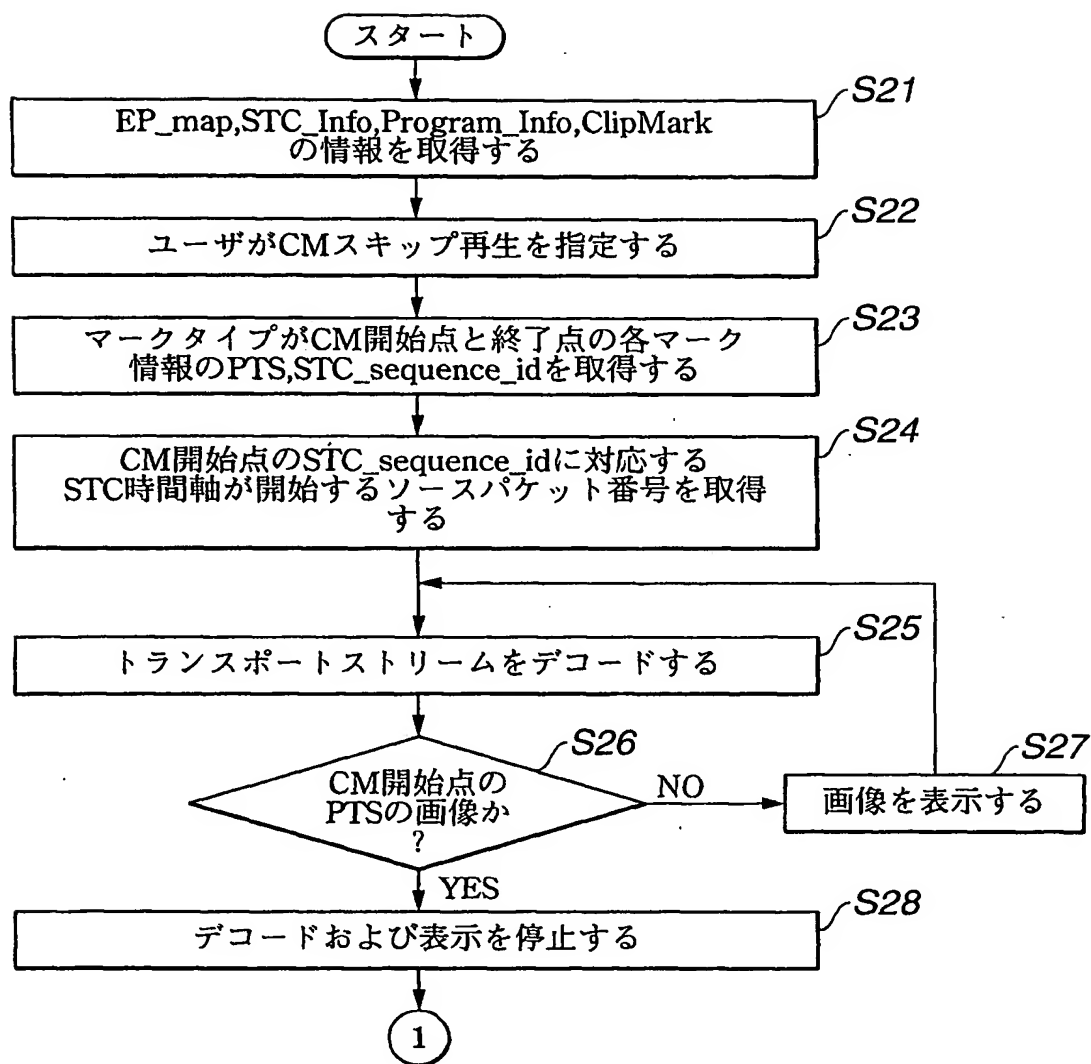 スタート
S21
EP_map,STC_Info,Program_Info,ClipMark
の情報を取得する
S22
ユーザがCMスキップ再生を指定する
S23
マークタイプがCM開始点と終了点の各マーク
情報のPTS,STC_sequence_idを取得する
S24
CM開始点のSTC_sequence_idに対応する
STC時間軸が開始するソースパケット番号を取得
する
S25
トランスポートストリームをデコードする
S26
CM開始点の
PTSの画像か
?
NO
S27
画像を表示する
YES
S28
デコードおよび表示を停止する
1